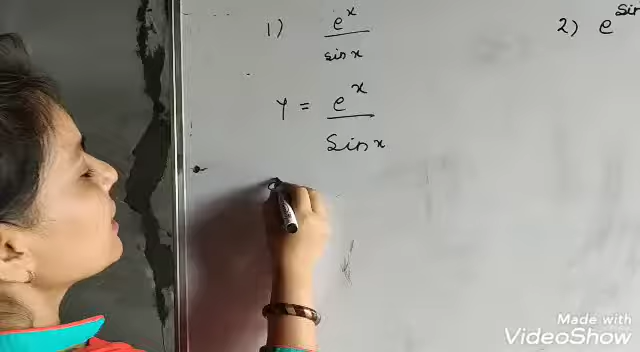 1) e^x / sin x
2) e^sin
Y = e^x / Sin x
Made with
VideoShow